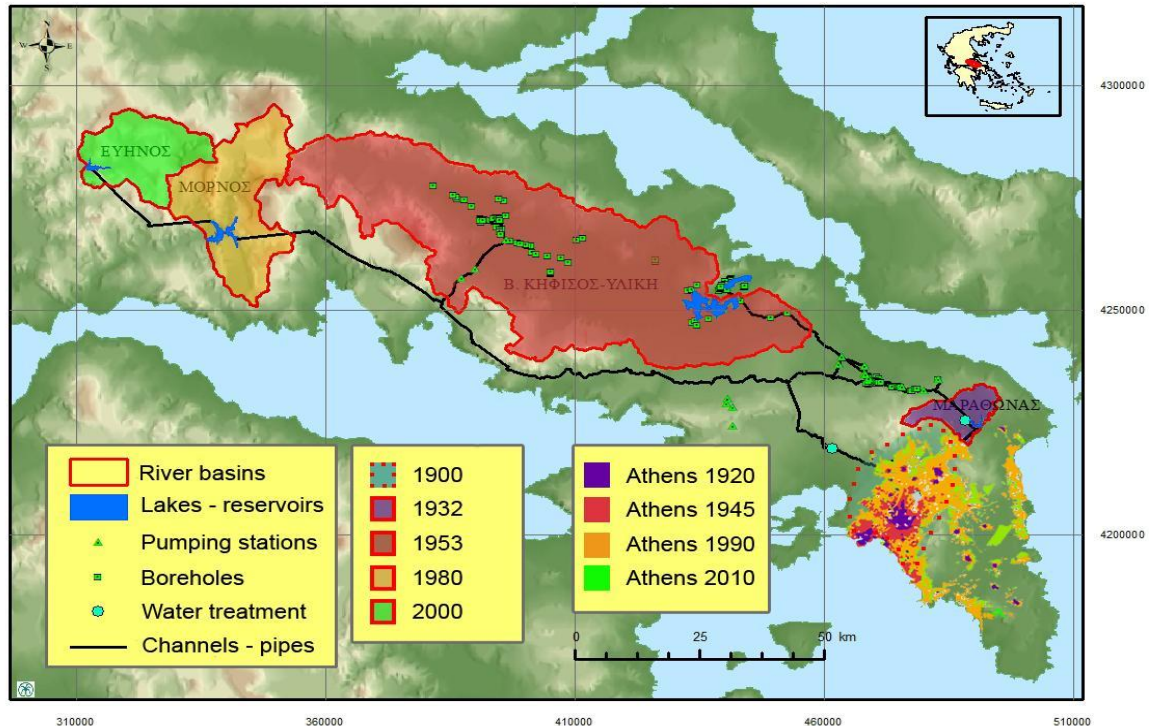 N
W
E
S
4300000
ΕΥΗΝΟΣ
ΜΟΡΝΟΣ
Β. ΚΗΦΙΣΟΣ-ΥΛΙΚΗ
4250000
ΜΑΡΑΘΩΝΑΣ
River basins
Lakes - reservoirs
Pumping stations
Boreholes
Water treatment
Channels - pipes
1900
1932
1953
1980
2000
Athens 1920
Athens 1945
Athens 1990
Athens 2010
4200000
0
25
50
km
310000
360000
410000
460000
510000